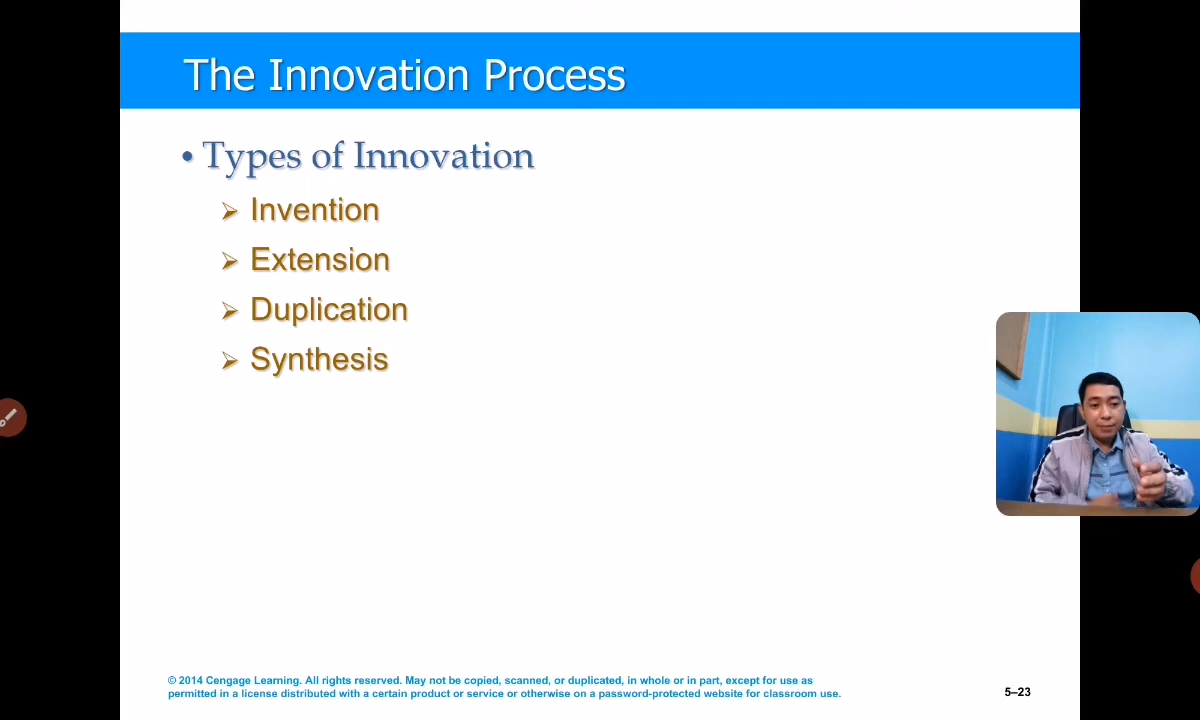 The Innovation Process
• Types of Innovation
➢ Invention
➢ Extension
➢ Duplication
➢ Synthesis
© 2014 Cengage Learning. All rights reserved. May not be copied, scanned, or duplicated, in whole or in part, except for use as
permitted in a license distributed with a certain product or service or otherwise on a password-protected website for classroom use.
5–23